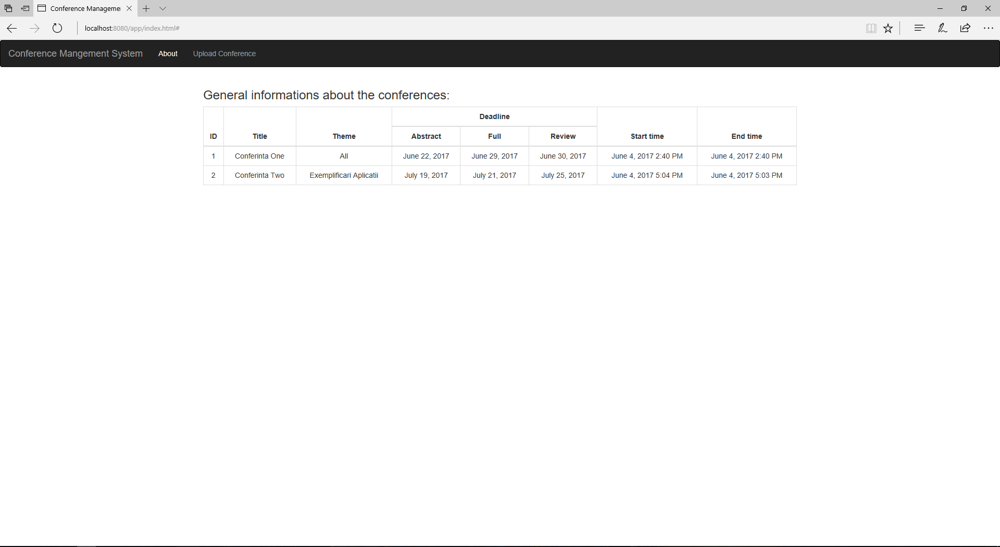 Conference Manageme
localhost:8080/app/index.html#
Conference Mangement System About Upload Conference
General informations about the conferences:
Deadline
ID Title Theme Abstract Full Review Start time End time
1 Conferinta One All June 22, 2017 June 29, 2017 June 30, 2017 June 4, 2017 2:40 PM June 4, 2017 2:40 PM
2 Conferinta Two Exemplificari Aplicatii July 19, 2017 July 21, 2017 July 25, 2017 June 4, 2017 5:04 PM June 4, 2017 5:03 PM